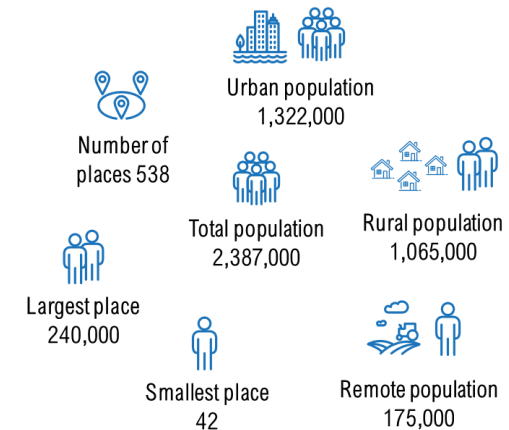 Urban population
1,322,000
Number of
places 538
Total population
2,387,000
Rural population
1,065,000
Largest place
240,000
Smallest place
42
Remote population
175,000